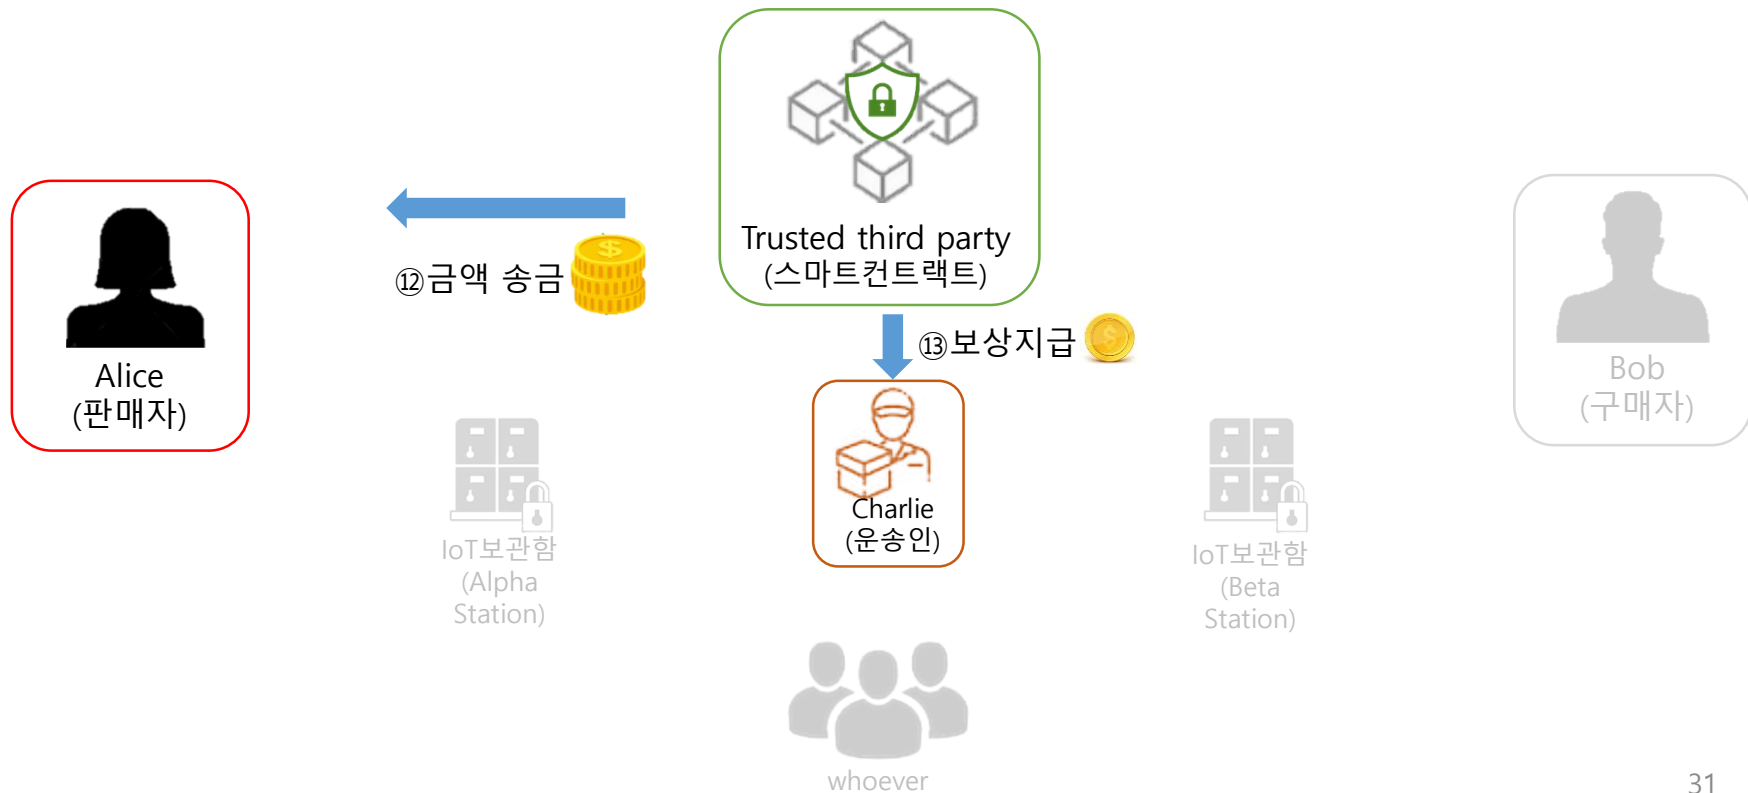 Trusted third party
(스마트컨트랙트)
⑫금액 송금
⑬보상지급
Alice
(판매자)
Bob
(구매자)
Charlie
(운송인)
IoT보관함
(Alpha
Station)
IoT보관함
(Beta
Station)
whoever
31